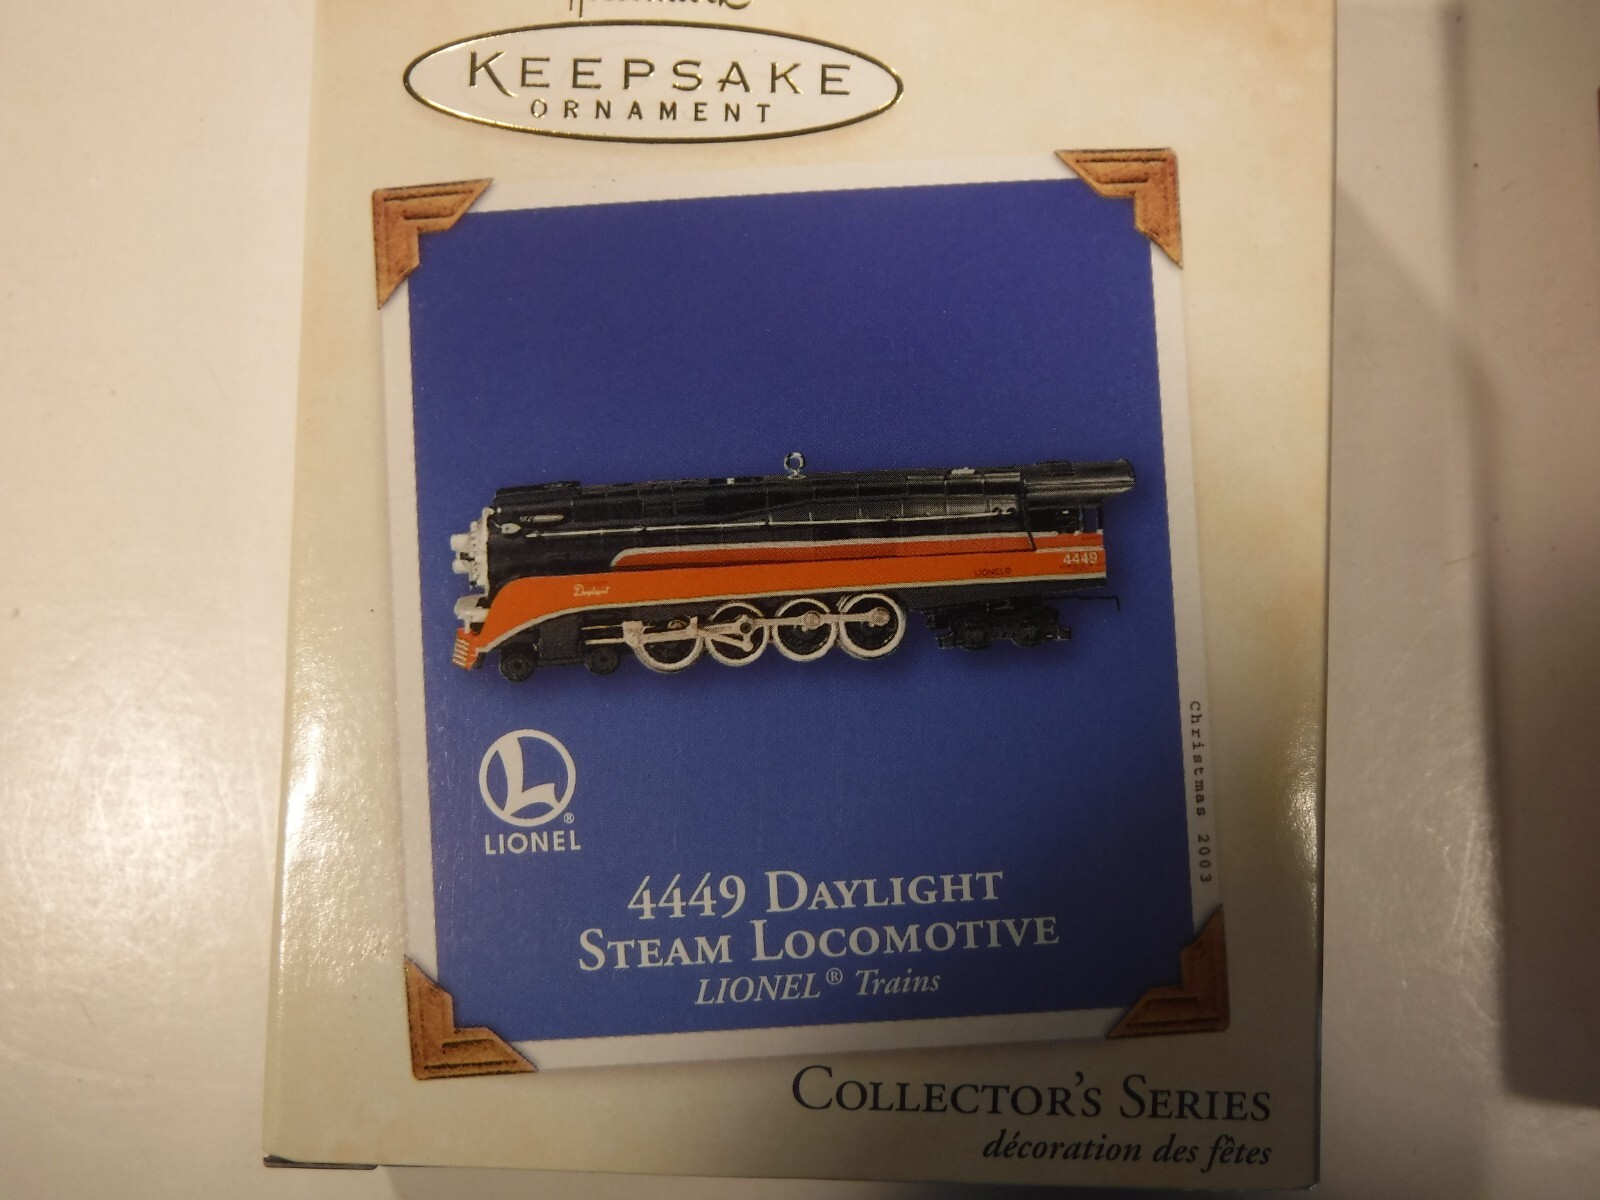 Hallmark
KEEPSAKE
ORNAMENT
Daylight
LIONEL®
4449
L
®
LIONEL
Christmas 2003
4449 DAYLIGHT
STEAM LOCOMOTIVE
LIONEL® Trains
COLLECTOR'S SERIES
décoration des fêtes